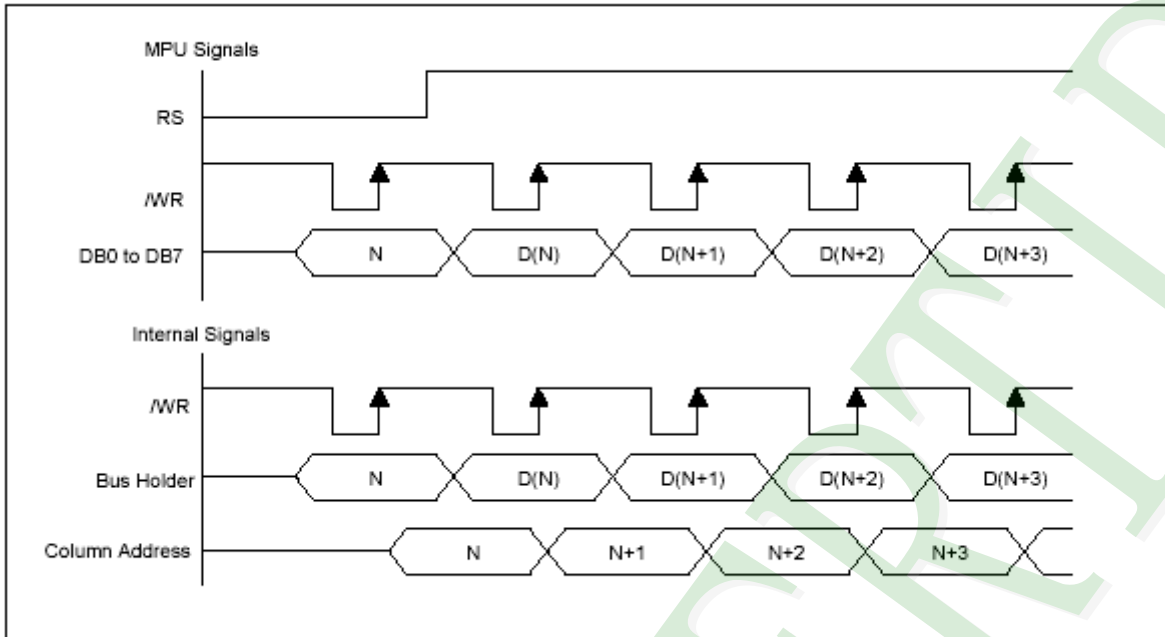 MPU Signals
RS
/WR
DB0 to DB7 N D(N) D(N+1) D(N+2) D(N+3)
Internal Signals
/WR
Bus Holder N D(N) D(N+1) D(N+2) D(N+3)
Column Address N N+1 N+2 N+3